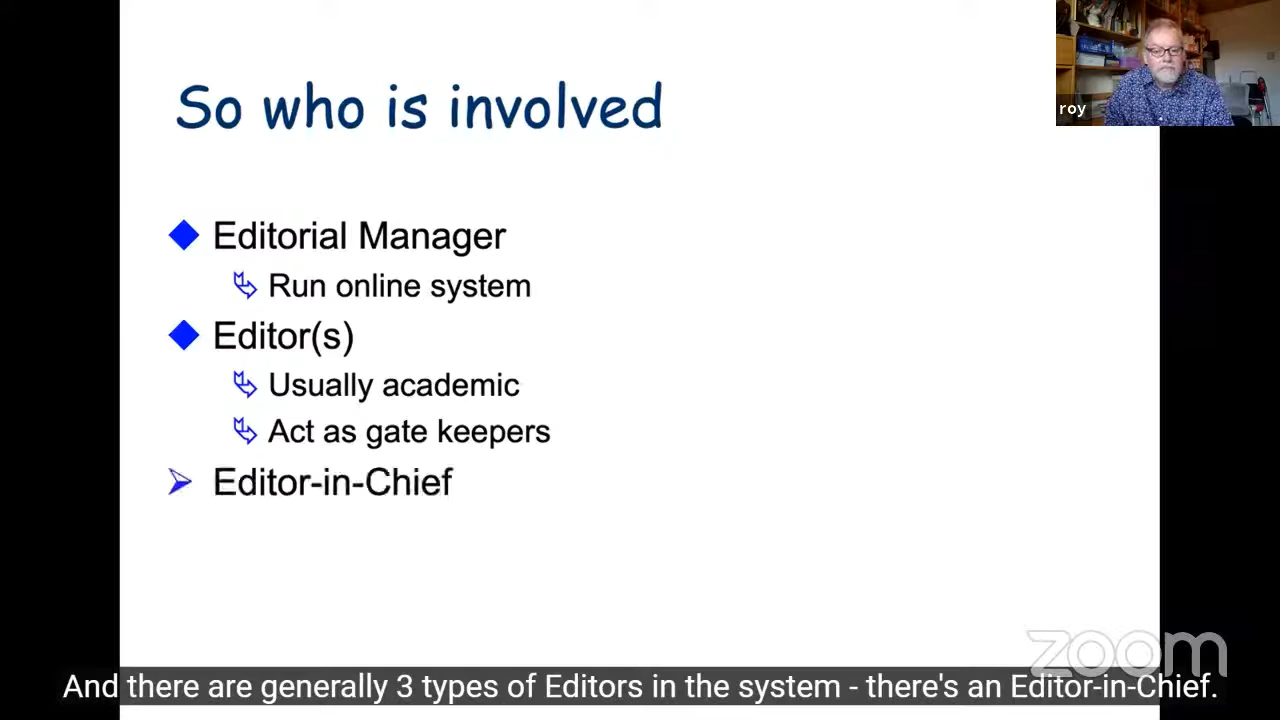 So who is involved
roy
Editorial Manager
Run online system
Editor(s)
Usually academic
Act as gate keepers
Editor-in-Chief
zoom
And there are generally 3 types of Editors in the system - there's an Editor-in-Chief.